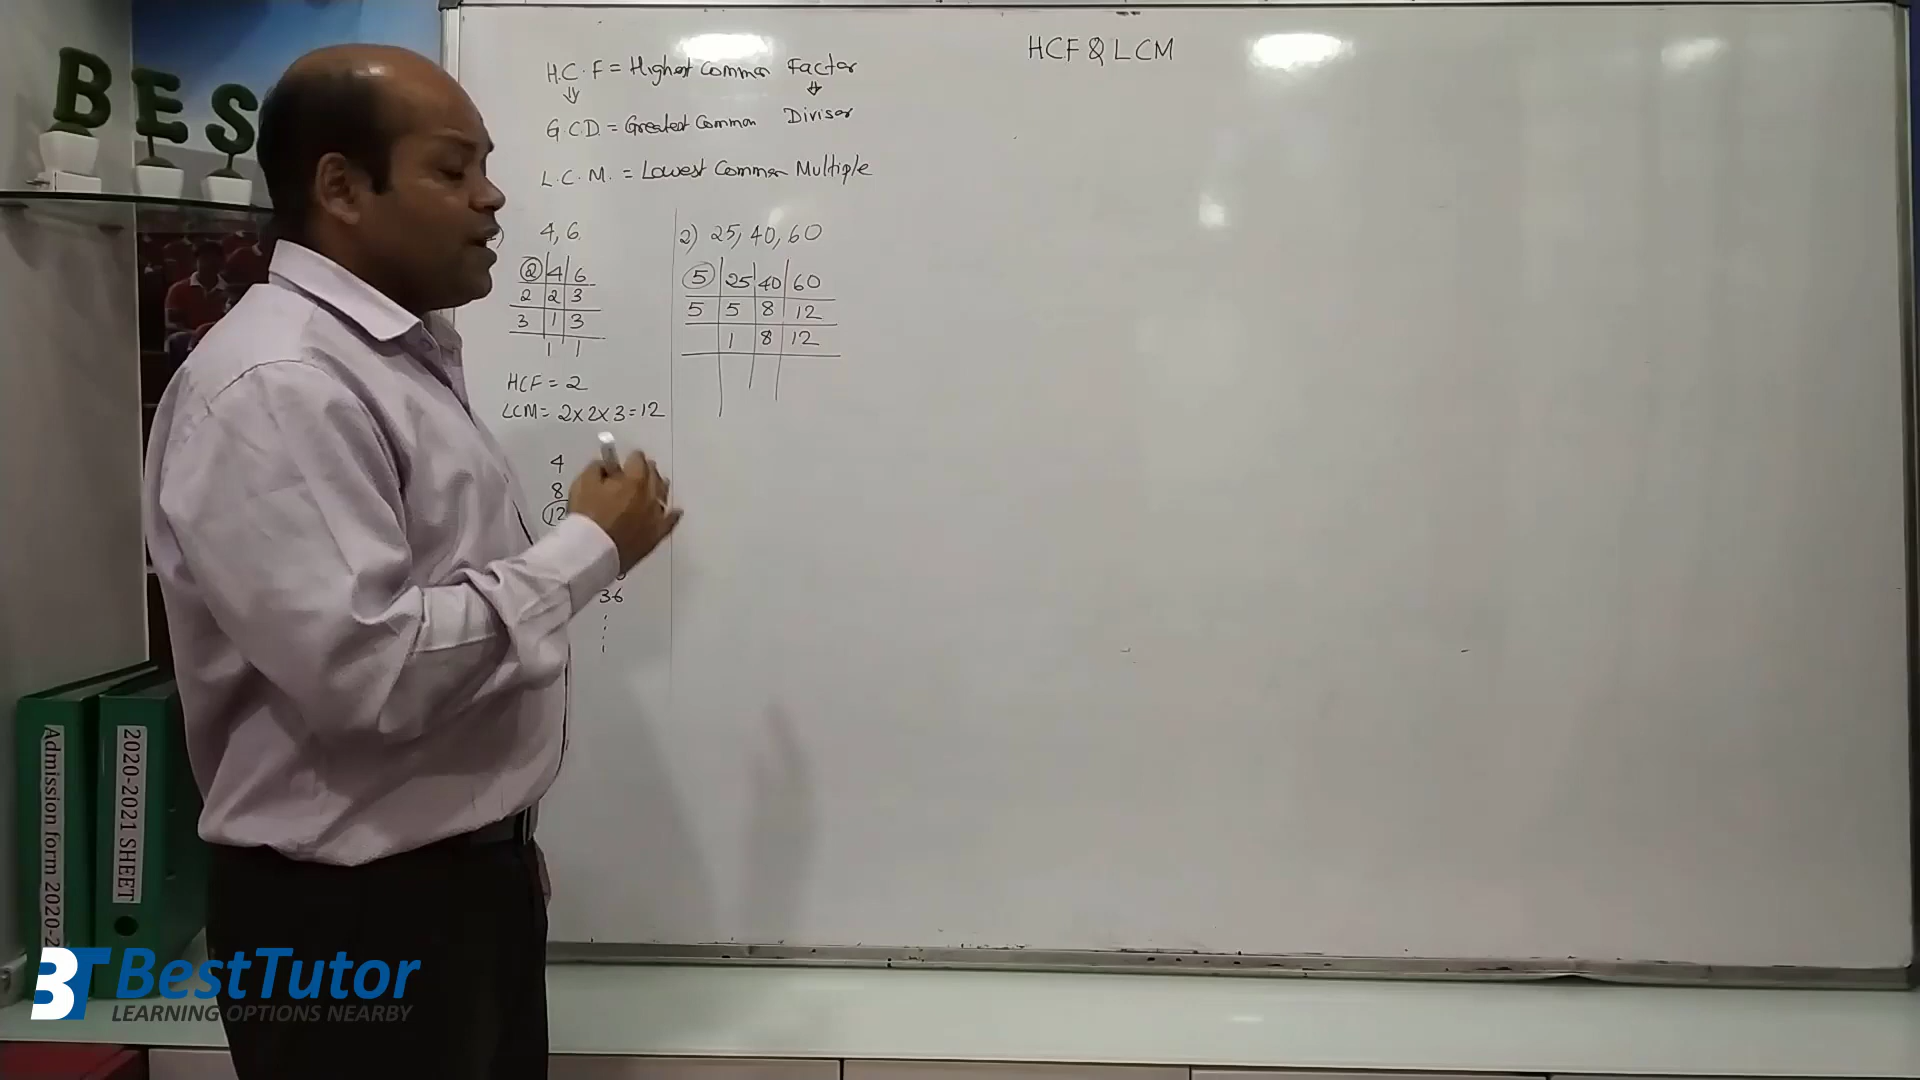 HCF & LCM
H.C.F = Highest Common Factor
G.C.D. = Greatest Common Divisor
L.C.M. = Lowest Common Multiple
4, 6
2 4 6
2 2 3
3 1 3
1 1
HCF = 2
LCM = 2x2x3=12
4
8
12
36
2) 25, 40, 60
5 25 40 60
5 5 8 12
1 8 12
BES
Admission form 2020-2
2020-2021 SHEET
BT BestTutor
LEARNING OPTIONS NEARBY